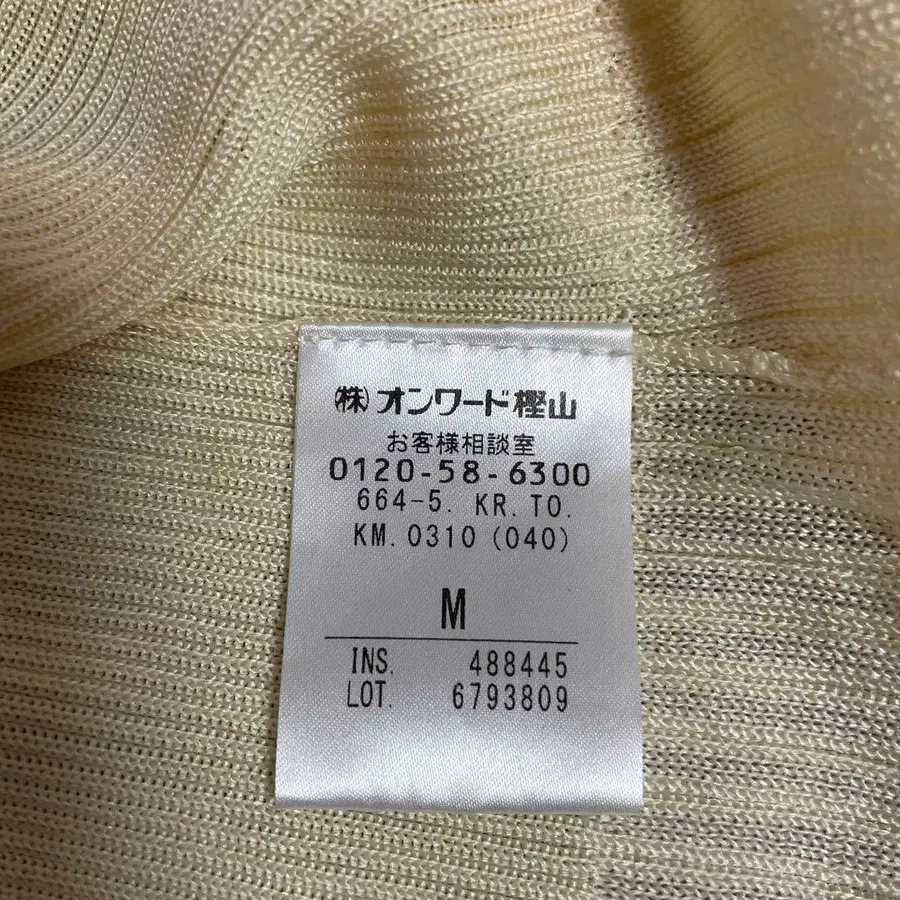 ㈱オンワード樫山
お客様相談室
0120-58-6300
664-5. KR. TO.
KM. 0310 (040)
M
INS. 488445
LOT. 6793809